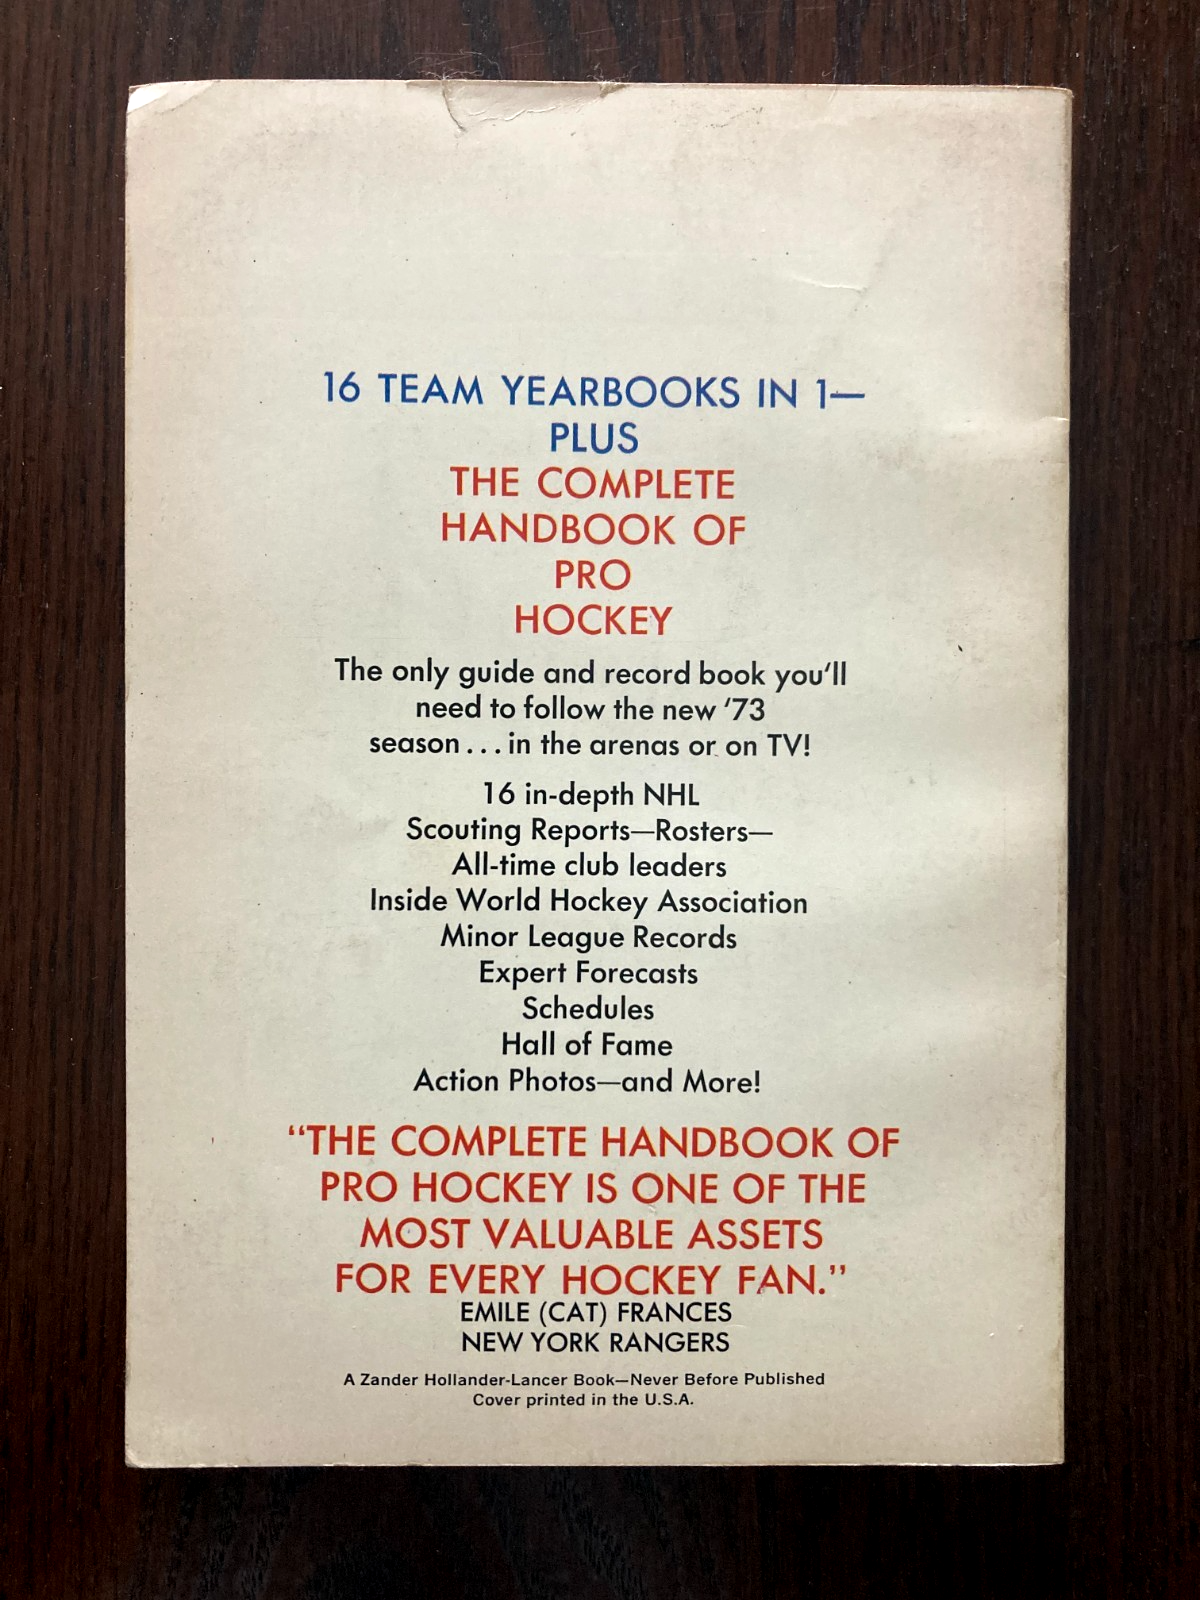 16 TEAM YEARBOOKS IN 1—
PLUS
THE COMPLETE
HANDBOOK OF
PRO
HOCKEY
The only guide and record book you'll
need to follow the new '73
season...in the arenas or on TV!
16 in-depth NHL
Scouting Reports—Rosters—
All-time club leaders
Inside World Hockey Association
Minor League Records
Expert Forecasts
Schedules
Hall of Fame
Action Photos—and More!
“THE COMPLETE HANDBOOK OF
PRO HOCKEY IS ONE OF THE
MOST VALUABLE ASSETS
FOR EVERY HOCKEY FAN.”
EMILE (CAT) FRANCES
NEW YORK RANGERS
A Zander Hollander-Lancer Book—Never Before Published
Cover printed in the U.S.A.